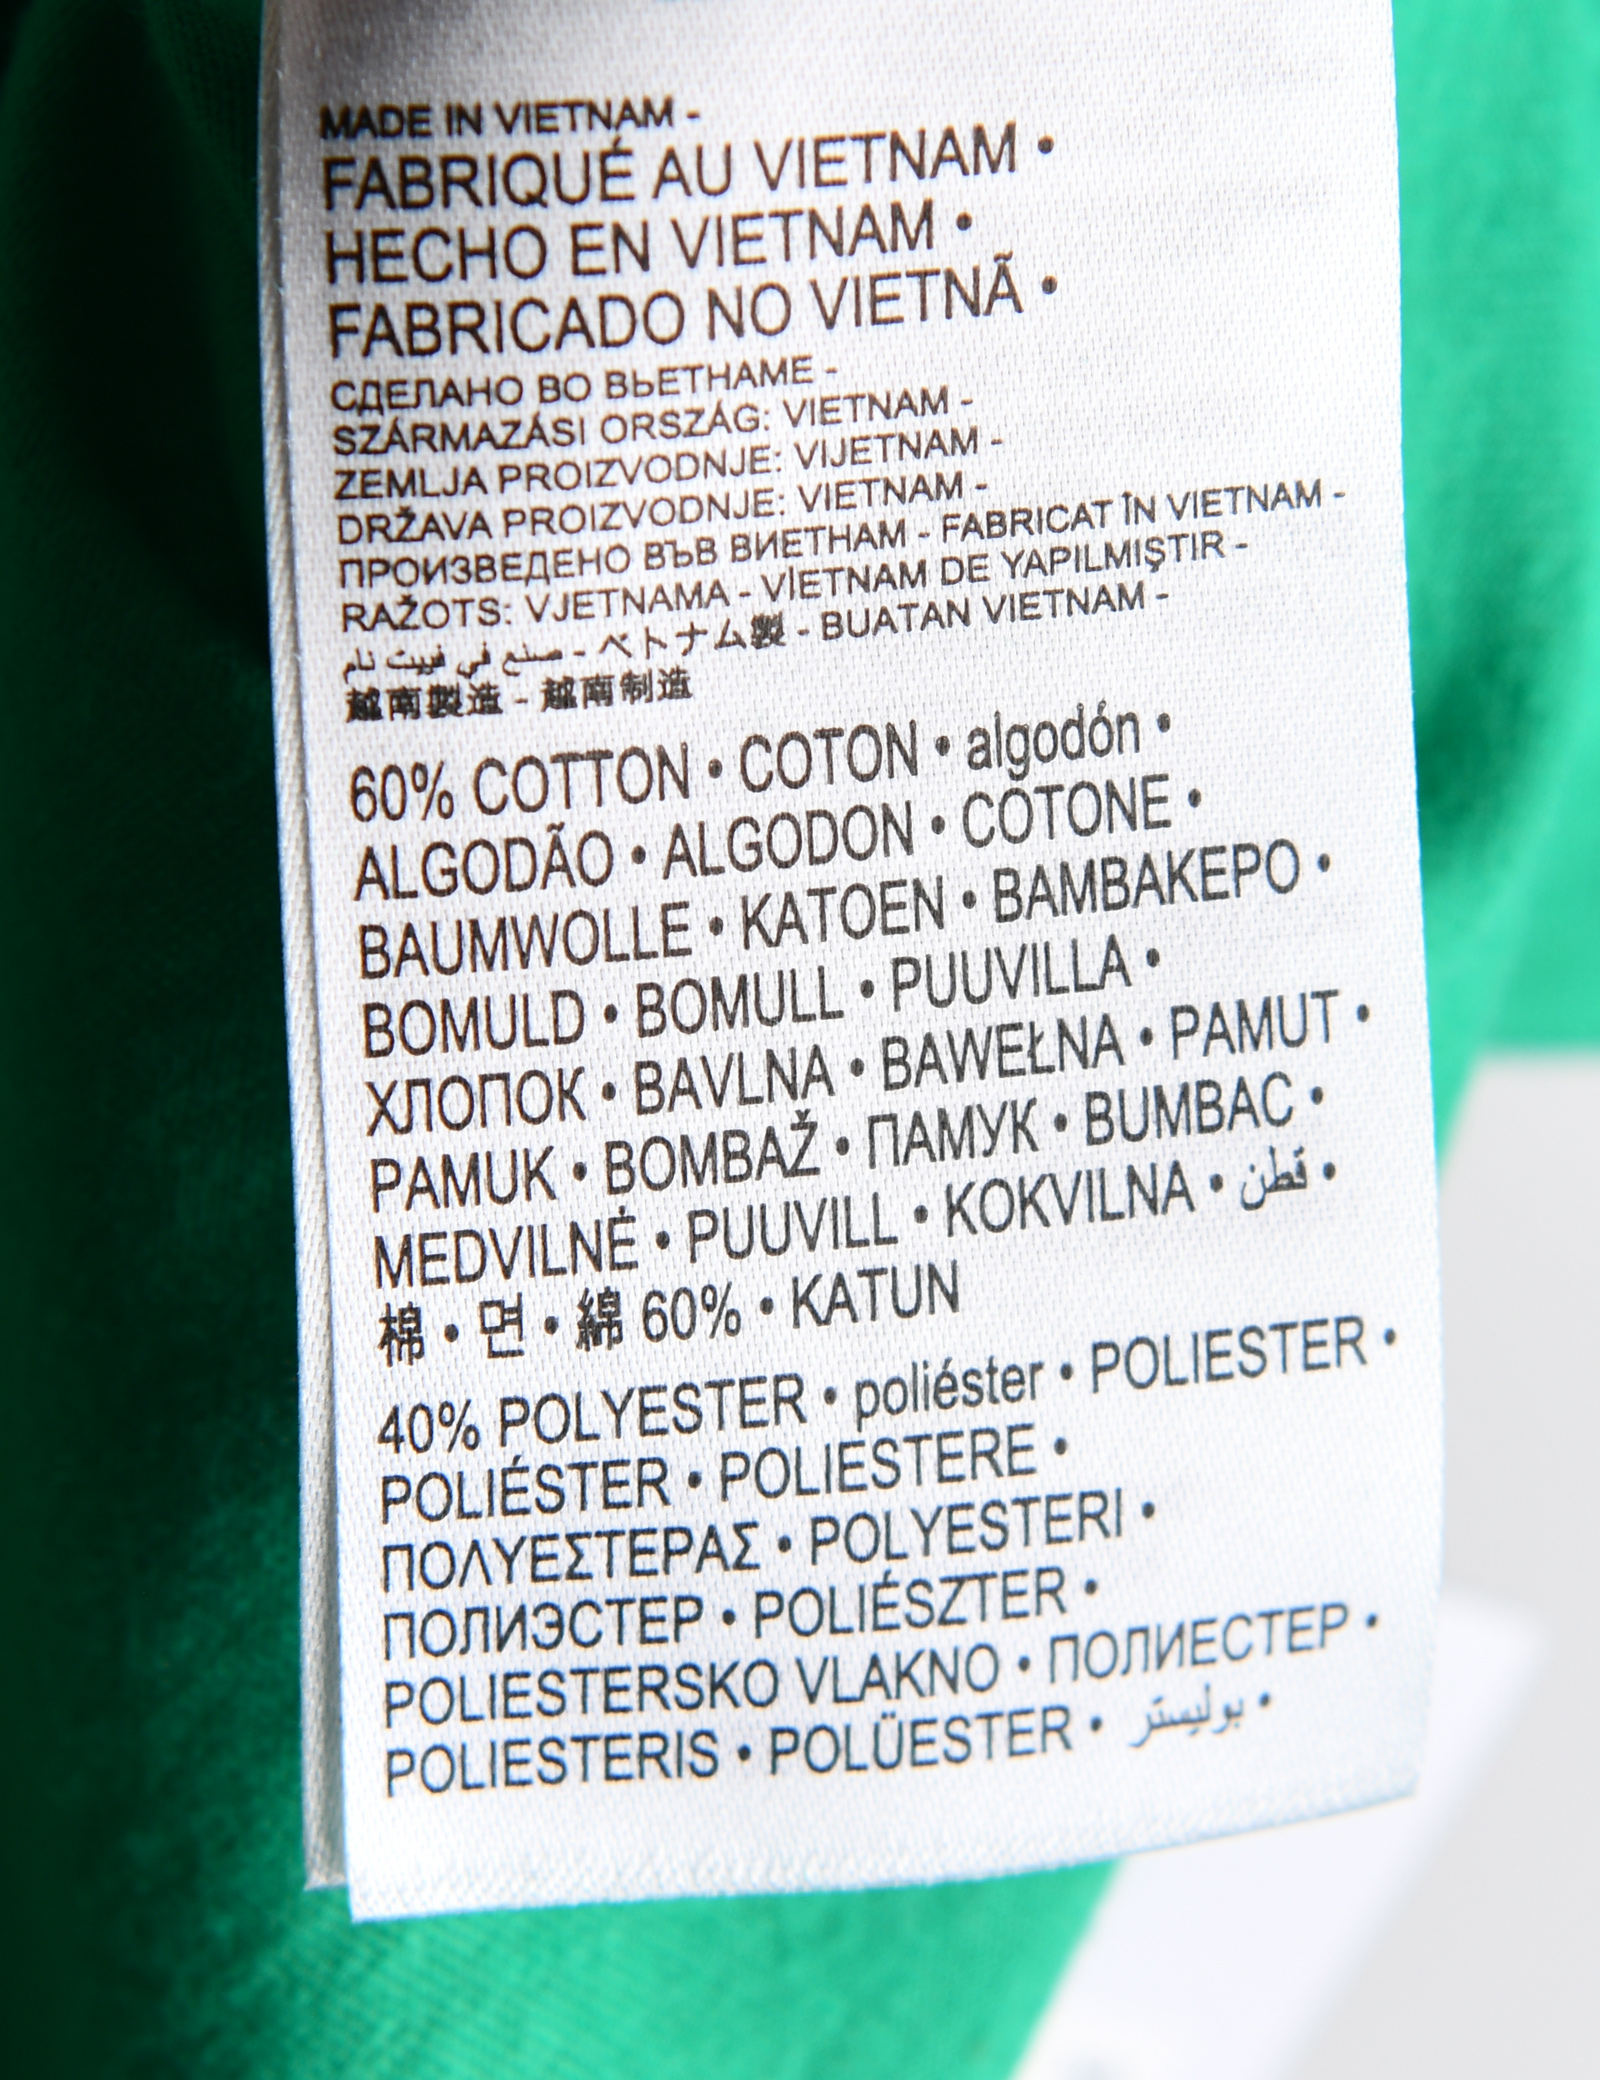 MADE IN VIETNAM -
FABRIQUÉ AU VIETNAM •
HECHO EN VIETNAM •
FABRICADO NO VIETNÃ •
СДЕЛАНО ВО ВЬЕТНАМЕ -
SZÁRMAZÁSI ORSZÁG: VIETNAM -
ZEMLJA PROIZVODNJE: VIJETNAM -
DRŽAVA PROIZVODNJE: VIETNAM -
ПРОИЗВЕДЕНО ВЪВ ВИЕТНАМ - FABRICAT ÎN VIETNAM -
RAŽOTS: VJETNAMA - VİETNAM DE YAPILMIŞTIR -
صنع في فييت نام - ベトナム製 - BUATAN VIETNAM -
越南製造 - 越南制造
60% COTTON • COTON • algodón •
ALGODÃO • ALGODON • COTONE •
BAUMWOLLE • KATOEN • ΒΑΜΒΑΚΕΡΟ •
BOMULD • BOMULL • PUUVILLA •
ХЛОПОК • BAVLNA • BAWEŁNA • PAMUT •
PAMUK • BOMBAŽ • ПАМУК • BUMBAC •
MEDVILNĖ • PUUVILL • KOKVILNA • قطن •
棉 • 면 • 綿 60% • KATUN
40% POLYESTER • poliéster • POLIESTER •
POLIÉSTER • POLIESTERE •
ΠΟΛΥΕΣΤΕΡΑΣ • POLYESTERI •
ПОЛИЭСТЕР • POLIÉSZTER •
POLIESTERSKO VLAKNO • ПОЛИЕСТЕР •
POLIESTERIS • POLÜESTER • بوليستر •